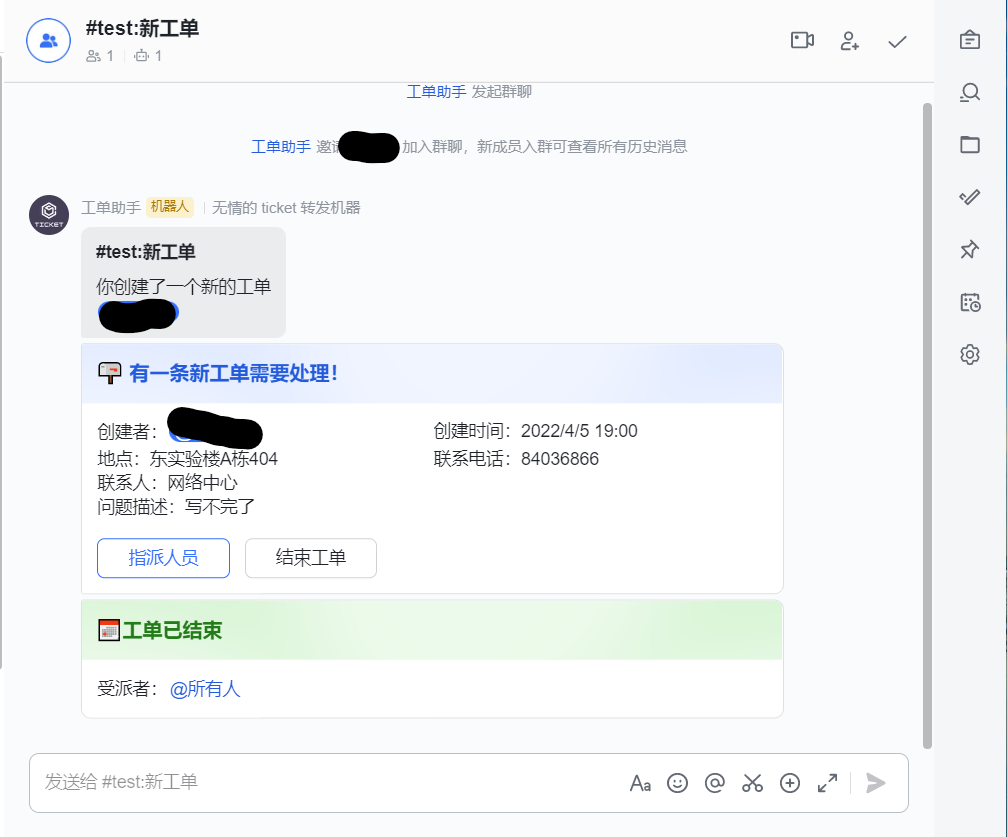 #test:新工单
1 1
工单助手 发起群聊
工单助手 邀请 加入群聊，新成员入群可查看所有历史消息
TICKET
工单助手 机器人 无情的 ticket 转发机器
#test:新工单
你创建了一个新的工单
有一条新工单需要处理！
创建者： 创建时间：2022/4/5 19:00
地点：东实验楼A栋404 联系电话：84036866
联系人：网络中心
问题描述：写不完了
指派人员 结束工单
工单已结束
受派者：@所有人
发送给 #test:新工单 Aa